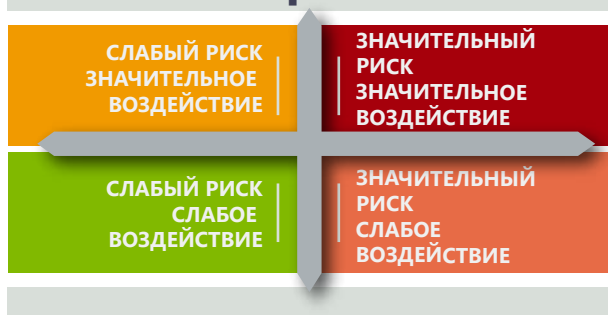 СЛАБЫЙ РИСК
ЗНАЧИТЕЛЬНОЕ
ВОЗДЕЙСТВИЕ
ЗНАЧИТЕЛЬНЫЙ
РИСК
ЗНАЧИТЕЛЬНОЕ
ВОЗДЕЙСТВИЕ
СЛАБЫЙ РИСК
СЛАБОЕ
ВОЗДЕЙСТВИЕ
ЗНАЧИТЕЛЬНЫЙ
РИСК
СЛАБОЕ
ВОЗДЕЙСТВИЕ